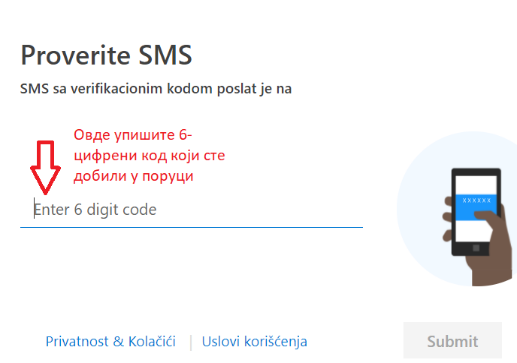 Proverite SMS
SMS sa verifikacionim kodom poslat je na
Овде упишите 6-
цифрени код који сте
добили у поруци
Enter 6 digit code
xxxxxx
Privatnost & Kolačići | Uslovi korišćenja
Submit